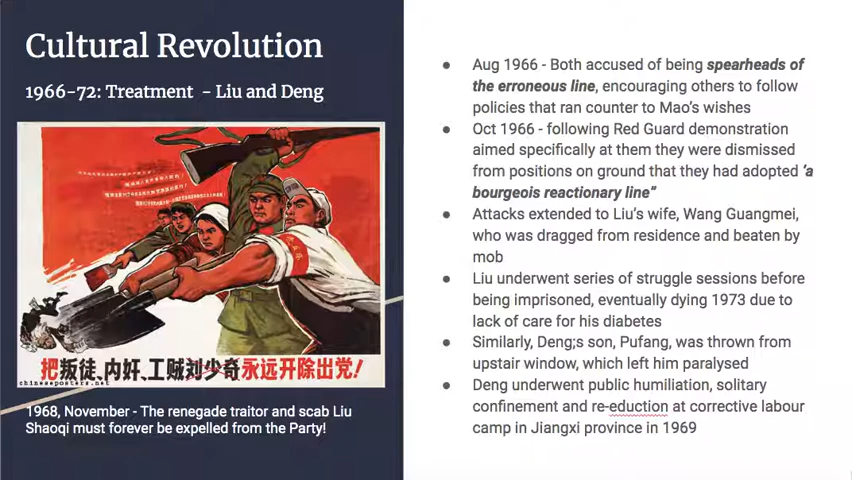 Cultural Revolution
1966-72: Treatment - Liu and Deng
把叛徒、内奸、工贼刘少奇永远开除出党!
chineseposters.net
1968, November - The renegade traitor and scab Liu
Shaoqi must forever be expelled from the Party!
Aug 1966 - Both accused of being spearheads of
the erroneous line, encouraging others to follow
policies that ran counter to Mao's wishes
Oct 1966 - following Red Guard demonstration
aimed specifically at them they were dismissed
from positions on ground that they had adopted 'a
bourgeois reactionary line"
Attacks extended to Liu's wife, Wang Guangmei,
who was dragged from residence and beaten by
mob
Liu underwent series of struggle sessions before
being imprisoned, eventually dying 1973 due to
lack of care for his diabetes
Similarly, Deng;s son, Pufang, was thrown from
upstair window, which left him paralysed
Deng underwent public humiliation, solitary
confinement and re-eduction at corrective labour
camp in Jiangxi province in 1969